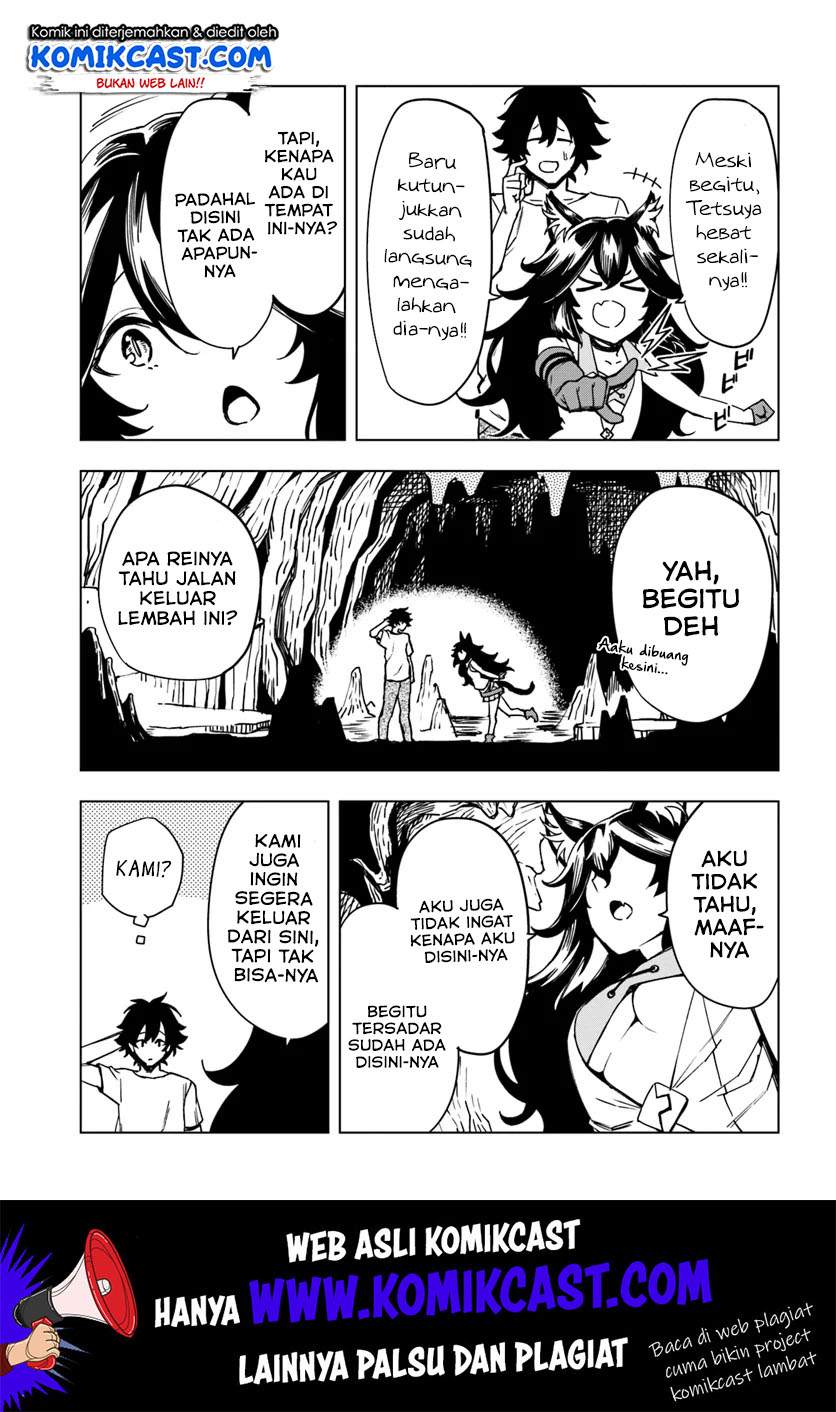 Komik ini diterjemahkan & diedit oleh
KOMIKCAST.COM
BUKAN WEB LAIN!!
Meski
begitu,
Tetsuya
hebat
sekali-
nya!!
Baru
kutun-
jukkan
sudah
langsung
menga-
lahkan
dia-nya!!
ビビビ
TAPI,
KENAPA
KAU
ADA DI
TEMPAT
INI-NYA?
PADAHAL
DISINI
TAK ADA
APAPUN-
NYA
YAH,
BEGITU
DEH
Aaku dibuang
kesini...
APA REINYA
TAHU JALAN
KELUAR
LEMBAH INI?
AKU
TIDAK
TAHU,
MAAF-
NYA
AKU JUGA
TIDAK INGAT
KENAPA AKU
DISINI-NYA
BEGITU
TERSADAR
SUDAH ADA
DISINI-NYA
KAMI
JUGA
INGIN
SEGERA
KELUAR
DARI SINI,
TAPI TAK
BISA-NYA
KAMI?
WEB ASLI KOMIKCAST
HANYA WWW.KOMIKCAST.COM
LAINNYA PALSU DAN PLAGIAT
Baca di web plagiat
cuma bikin project
komikcast lambat